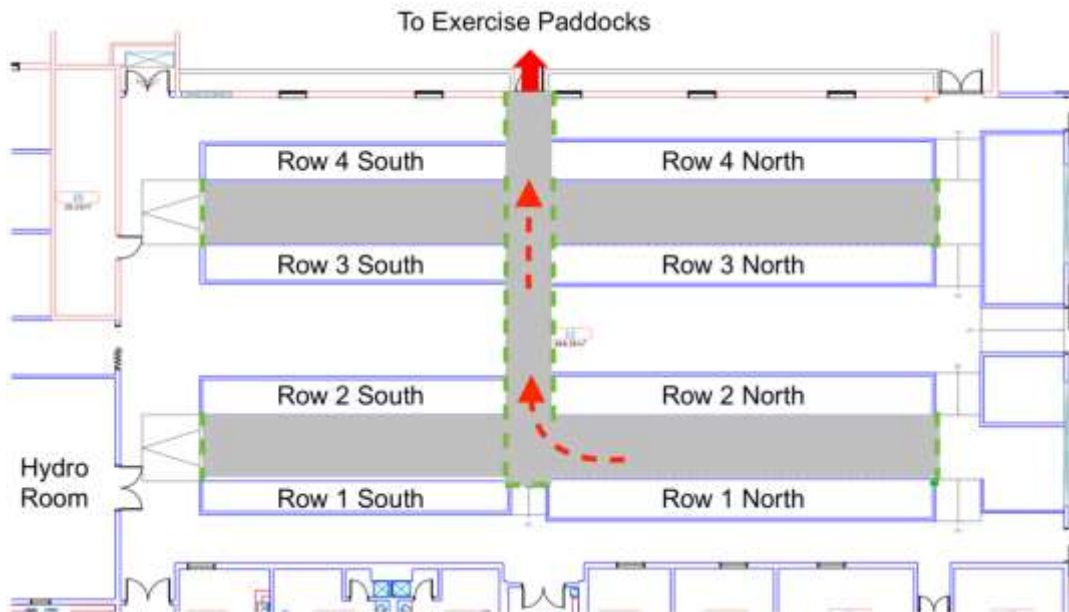 To Exercise Paddocks
Row 4 South
Row 4 North
Row 3 South
Row 3 North
Row 2 South
Row 2 North
Hydro
Room
Row 1 South
Row 1 North